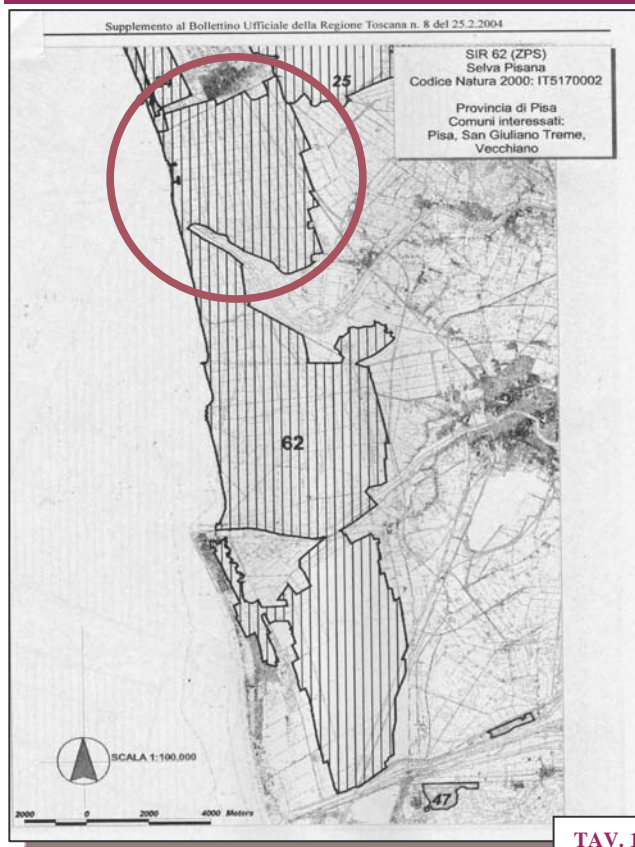 Supplemento al Bollettino Ufficiale della Regione Toscana n. 8 del 25.2.2004
SIR 62 (ZPS)
Selva Pisana
Codice Natura 2000: IT5170002
Provincia di Pisa
Comuni interessati:
Pisa, San Giuliano Treme,
Vecchiano
25
62
SCALA 1:100.000
47
2000 0 2000 4000 Meters
TAV. 1